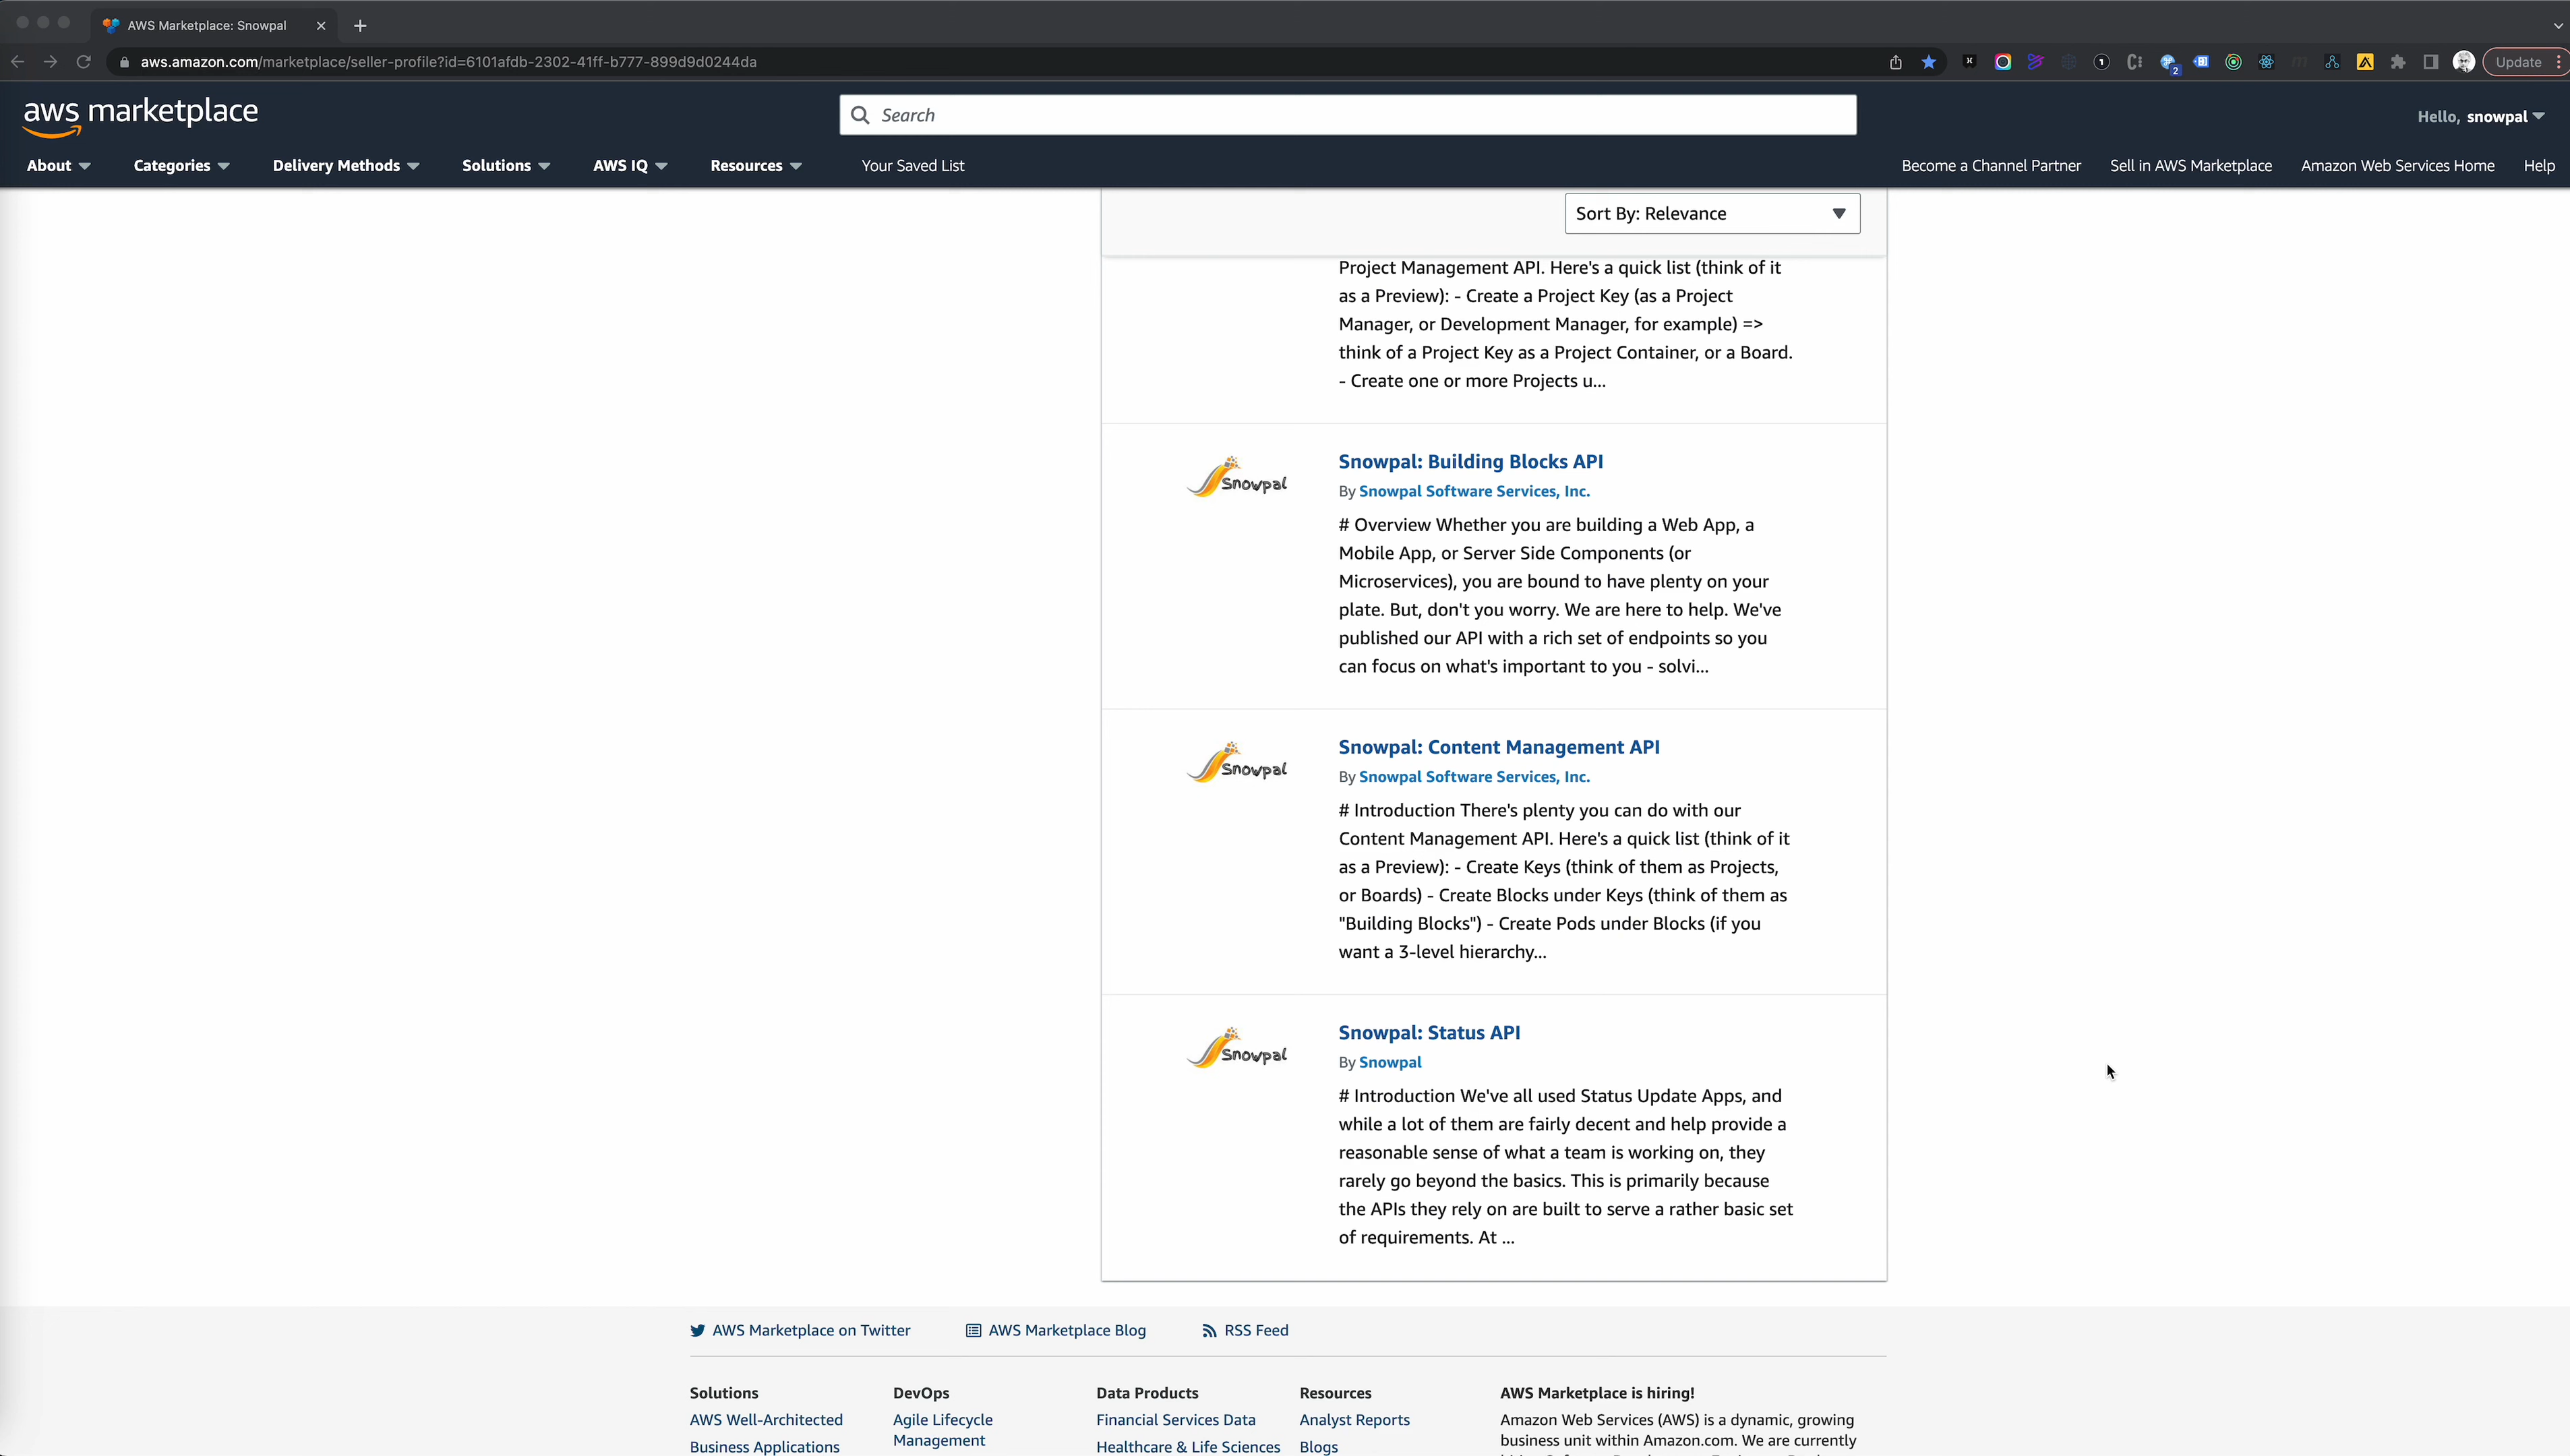 AWS Marketplace: Snowpal
aws.amazon.com/marketplace/seller-profile?id=6101afdb-2302-41ff-b777-899d9d0244da
2
Update
aws marketplace
Search
Hello, snowpal
About
Categories
Delivery Methods
Solutions
AWS IQ
Resources
Your Saved List
Become a Channel Partner
Sell in AWS Marketplace
Amazon Web Services Home
Help
Sort By: Relevance
Project Management API. Here's a quick list (think of it
as a Preview): - Create a Project Key (as a Project
Manager, or Development Manager, for example) =>
think of a Project Key as a Project Container, or a Board.
- Create one or more Projects u...
Snowpal
Snowpal: Building Blocks API
By Snowpal Software Services, Inc.
# Overview Whether you are building a Web App, a
Mobile App, or Server Side Components (or
Microservices), you are bound to have plenty on your
plate. But, don't you worry. We are here to help. We've
published our API with a rich set of endpoints so you
can focus on what's important to you - solvi...
Snowpal
Snowpal: Content Management API
By Snowpal Software Services, Inc.
# Introduction There's plenty you can do with our
Content Management API. Here's a quick list (think of it
as a Preview): - Create Keys (think of them as Projects,
or Boards) - Create Blocks under Keys (think of them as
"Building Blocks") - Create Pods under Blocks (if you
want a 3-level hierarchy...
Snowpal
Snowpal: Status API
By Snowpal
# Introduction We've all used Status Update Apps, and
while a lot of them are fairly decent and help provide a
reasonable sense of what a team is working on, they
rarely go beyond the basics. This is primarily because
the APIs they rely on are built to serve a rather basic set
of requirements. At ...
AWS Marketplace on Twitter
AWS Marketplace Blog
RSS Feed
Solutions
AWS Well-Architected
Business Applications
DevOps
Agile Lifecycle
Management
Data Products
Financial Services Data
Healthcare & Life Sciences
Resources
Analyst Reports
Blogs
AWS Marketplace is hiring!
Amazon Web Services (AWS) is a dynamic, growing
business unit within Amazon.com. We are currently